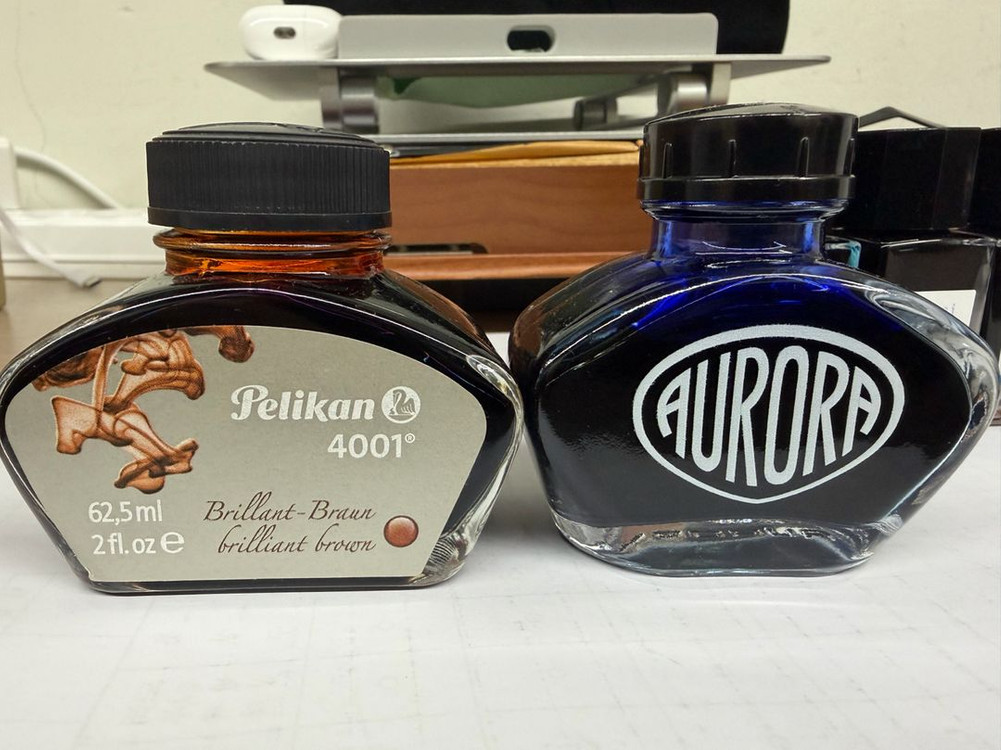 Pelikan
4001®
62,5 ml
2 fl. oz ℮
Brillant-Braun
brilliant brown
AURORA